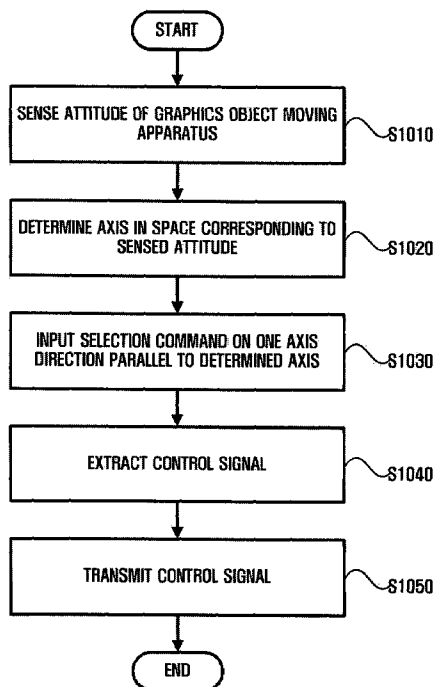 START
SENSE ATTITUDE OF GRAPHICS OBJECT MOVING
APPARATUS
S1010
DETERMINE AXIS IN SPACE CORRESPONDING TO
SENSED ATTITUDE
S1020
INPUT SELECTION COMMAND ON ONE AXIS
DIRECTION PARALLEL TO DETERMINED AXIS
S1030
EXTRACT CONTROL SIGNAL
S1040
TRANSMIT CONTROL SIGNAL
S1050
END